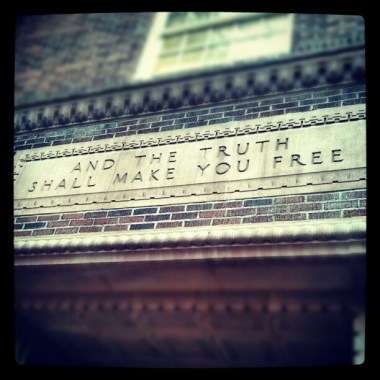 AND THE TRUTH
SHALL MAKE YOU FREE